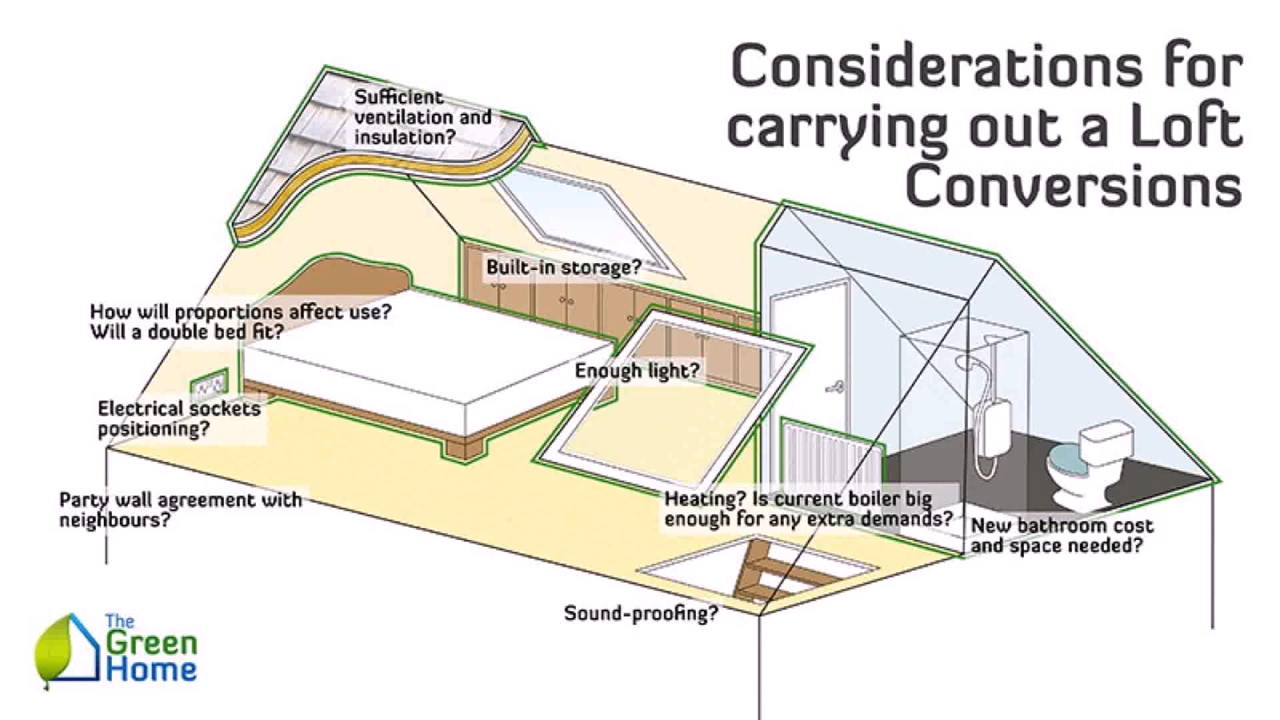 Considerations for
carrying out a Loft
Conversions
Sufficient
ventilation and
insulation?
Built-in storage?
How will proportions affect use?
Will a double bed fit?
Enough light?
Electrical sockets
positioning?
Party wall agreement with
neighbours?
Heating? Is current boiler big
enough for any extra demands?
New bathroom cost
and space needed?
Sound-proofing?
The
Green
Home